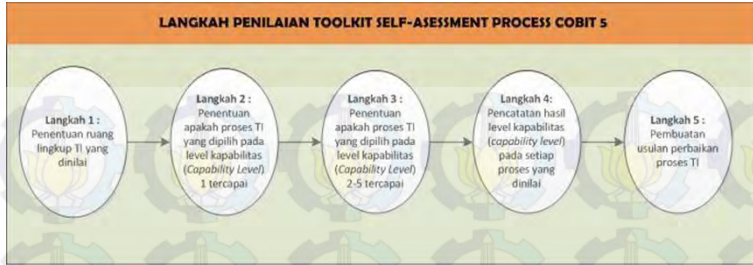 LANGKAH PENILAIAN TOOLKIT SELF-ASESSMENT PROCESS COBIT 5
Langkah 1 :
Penentuan ruang
lingkup TI yang
dinilai
Langkah 2 :
Penentuan
apakah proses TI
yang dipilih pada
level kapabilitas
(Capability Level)
1 tercapai
Langkah 3 :
Penentuan
apakah proses TI
yang dipilih pada
level kapabilitas
(Capability Level)
2-5 tercapai
Langkah 4:
Pencatatan hasil
level kapabilitas
(capability level)
pada setiap
proses yang
dinilai
Langkah 5 :
Pembuatan
usulan perbaikan
proses TI